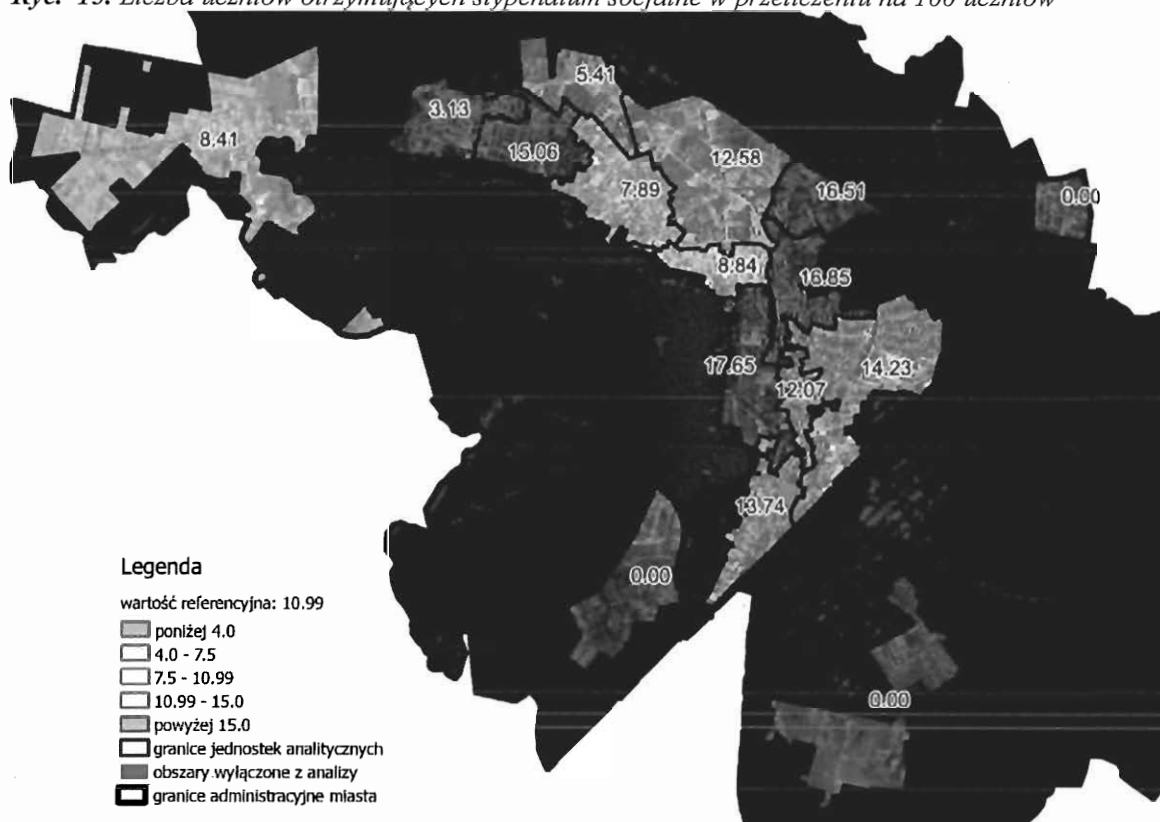 Ryc. 15. Liczba uczniów otrzymujących stypendium socjalne w przeliczeniu na 100 uczniów
5.41
3.13
8.41
15.06
12.58
7.89
16.51
0.00
8.84
16.85
17.65
14.23
12.07
13.74
0.00
0.00
Legenda
wartość referencyjna: 10.99
poniżej 4.0
4.0 - 7.5
7.5 - 10.99
10.99 - 15.0
powyżej 15.0
granice jednostek analitycznych
obszary wyłączone z analizy
granice administracyjne miasta